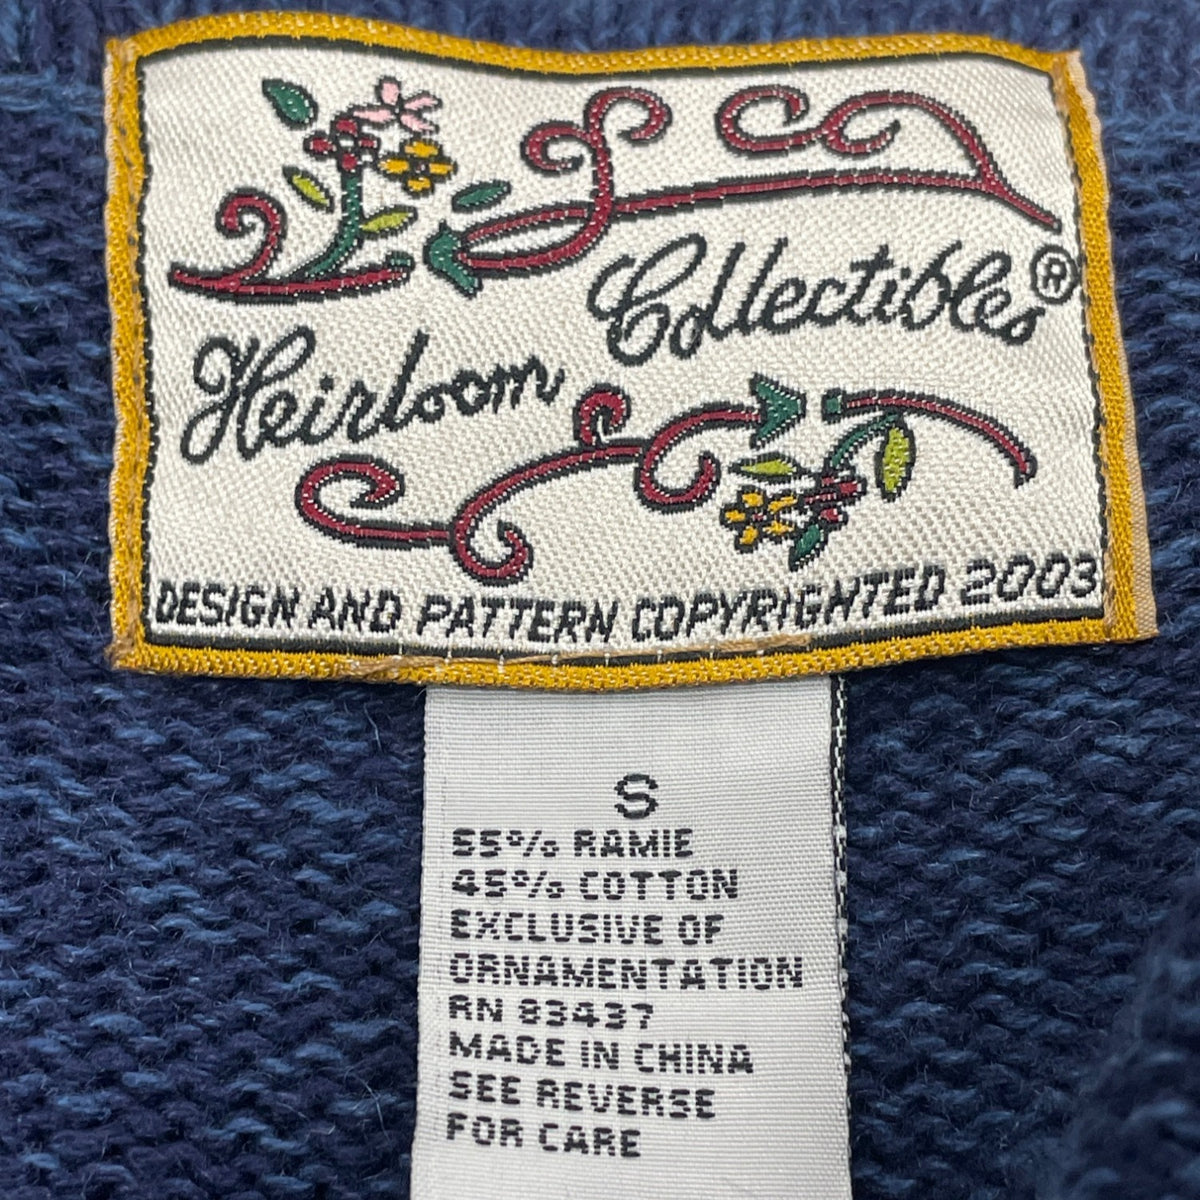 Heirloom Collectibles®
DESIGN AND PATTERN COPYRIGHTED 2003
S
55% RAMIE
45% COTTON
EXCLUSIVE OF
ORNAMENTATION
RN 83437
MADE IN CHINA
SEE REVERSE
FOR CARE